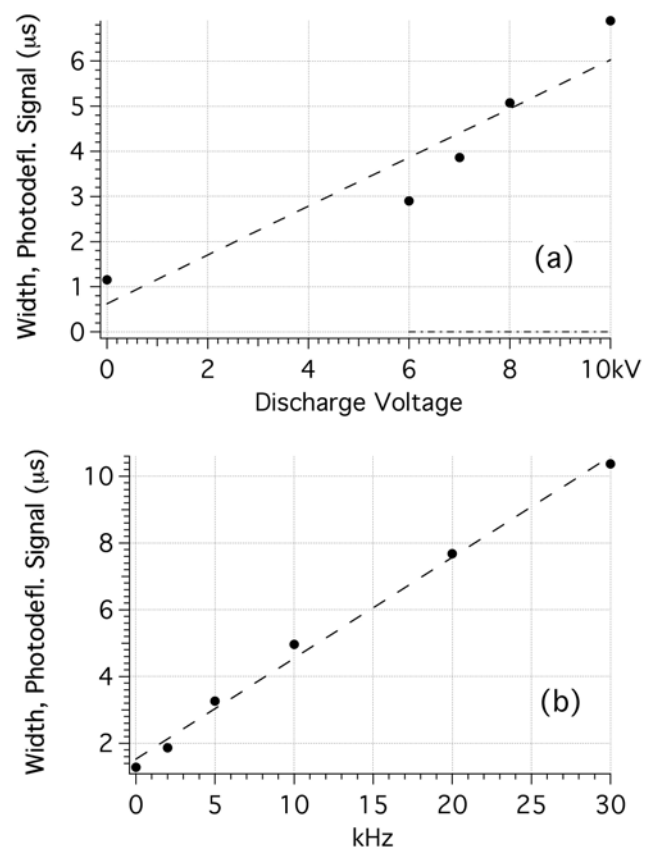 Width, Photodefl. Signal (μs)
6
5
4
3
2
1
0
(a)
0 2 4 6 8 10kV
Discharge Voltage
Width, Photodefl. Signal (μs)
10
8
6
4
2
(b)
0 5 10 15 20 25 30
kHz